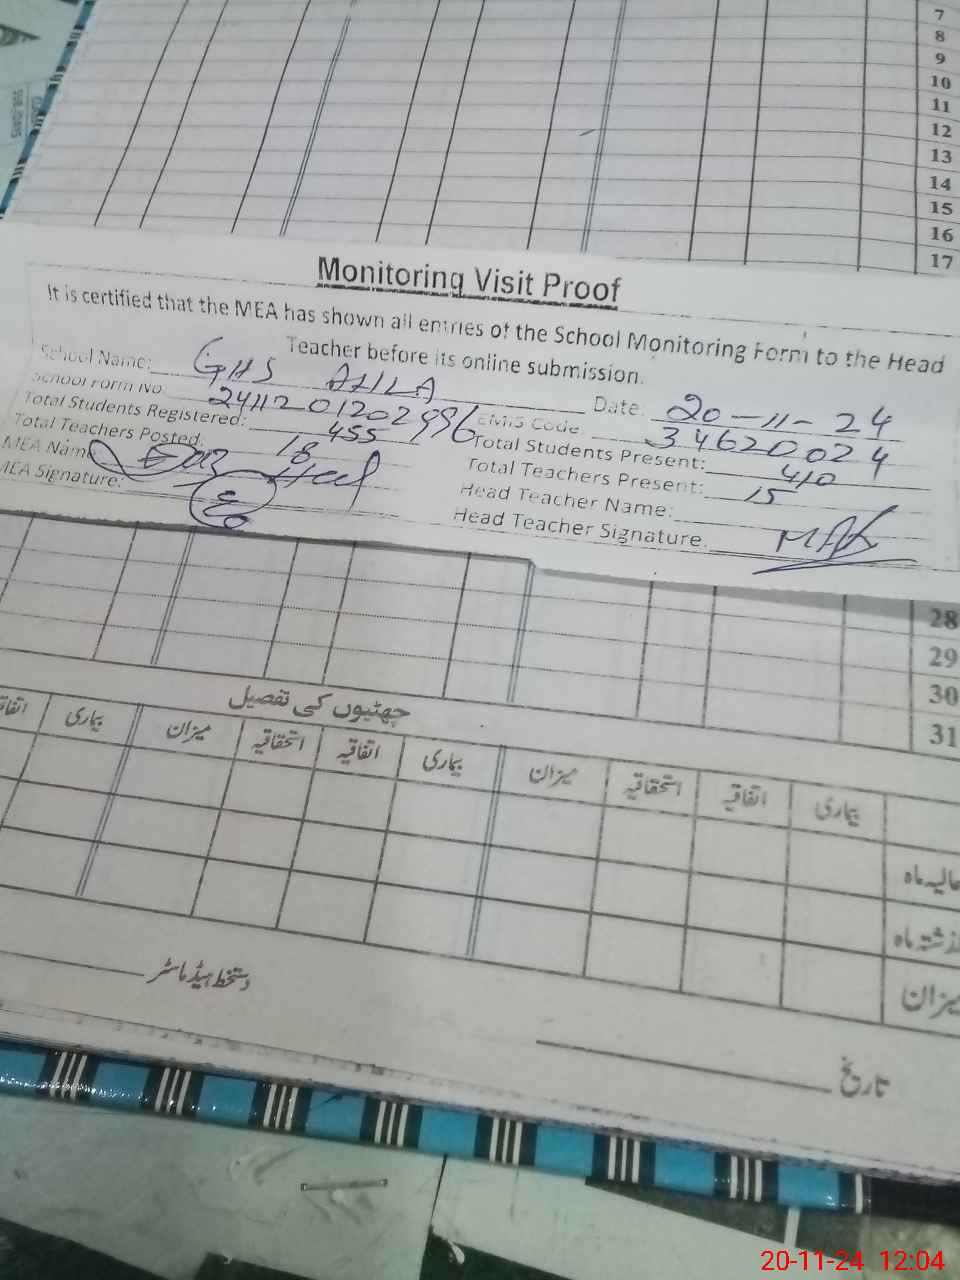 7
8
9
10
11
12
13
14
15
16
17
Monitoring Visit Proof
It is certified that the MEA has shown all entries of the School Monitoring Form to the Head
Teacher before its online submission.
School Name: GHS Date: 20-11-24
School Form No. 241120120 2996 EMIS Code: 34620024
Total Students Registered: 455 Total Students Present: 410
Total Teachers Posted: 18 Total Teachers Present: 15
MEA Name Head Teacher Name:
MEA Signature: Head Teacher Signature.
28
29
30
31
چھٹیوں کی تفصیل
بیماری اتفاقیہ استحقاقیہ میزان بیماری اتفاقیہ استحقاقیہ میزان بیماری
حالیہ ماہ
گذشتہ ماہ
میزان
دستخط ہیڈ ماسٹر
تاریخ
20-11-24 12:04